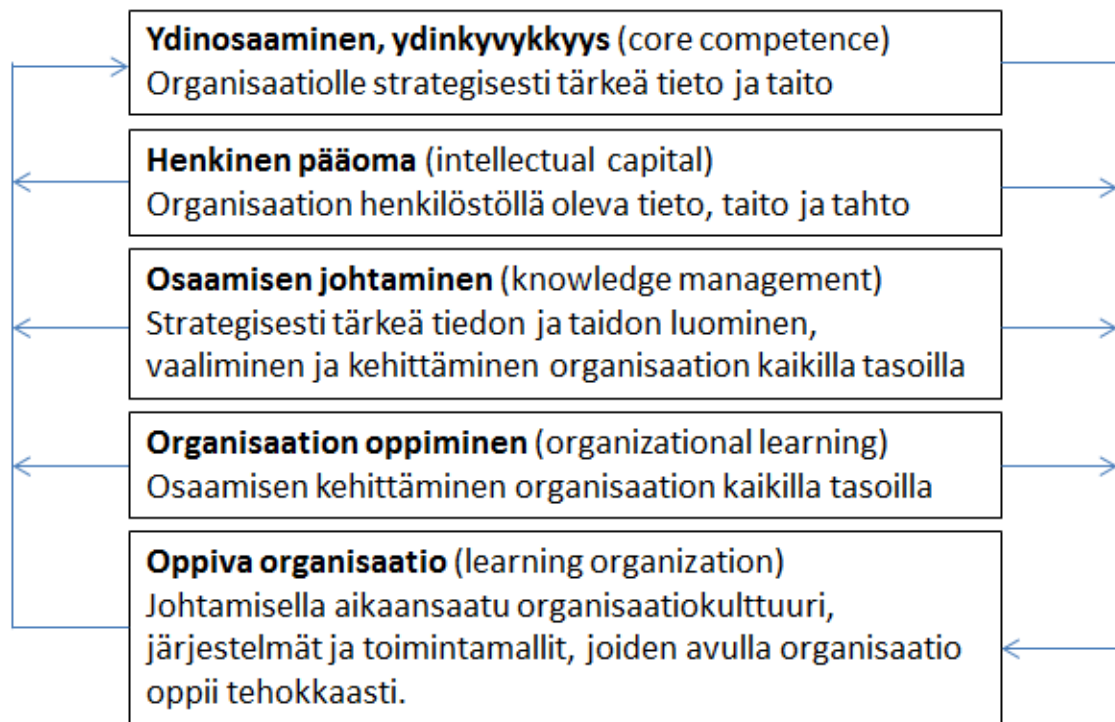 Ydinosaaminen, ydinkyvykkyys (core competence)
Organisaatiolle strategisesti tärkeä tieto ja taito
Henkinen pääoma (intellectual capital)
Organisaation henkilöstöllä oleva tieto, taito ja tahto
Osaamisen johtaminen (knowledge management)
Strategisesti tärkeä tiedon ja taidon luominen,
vaaliminen ja kehittäminen organisaation kaikilla tasoilla
Organisaation oppiminen (organizational learning)
Osaamisen kehittäminen organisaation kaikilla tasoilla
Oppiva organisaatio (learning organization)
Johtamisella aikaansaatu organisaatiokulttuuri,
järjestelmät ja toimintamallit, joiden avulla organisaatio
oppii tehokkaasti.